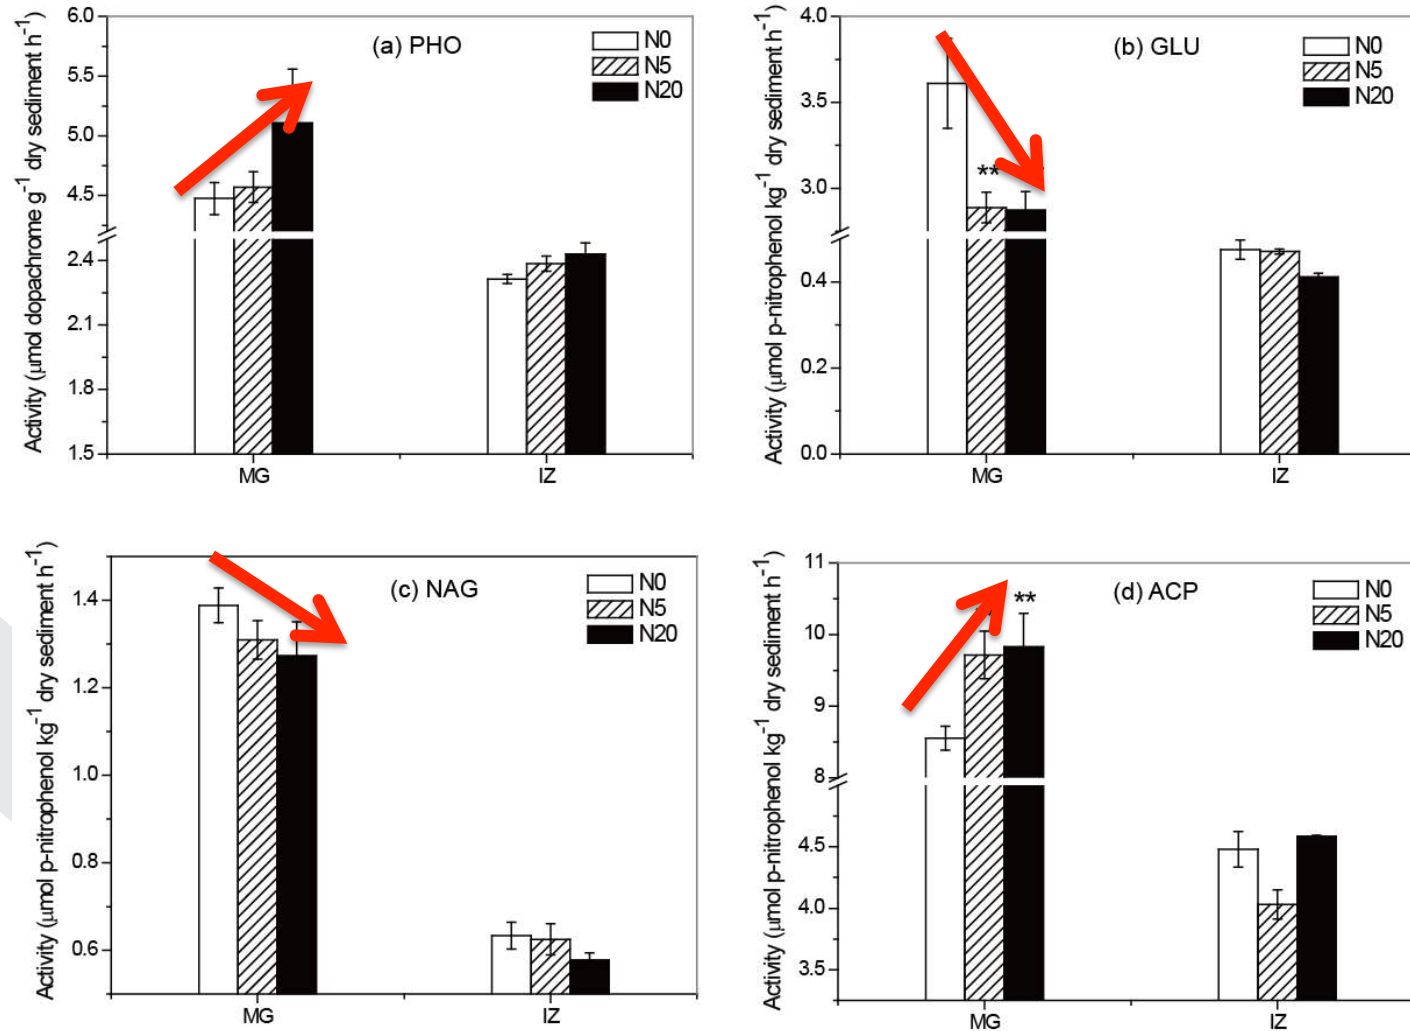 Activity (μmol dopachrome g⁻¹ dry sediment h⁻¹)
6.0
5.5
5.0
4.5
2.4
2.1
1.8
1.5
(a) PHO
N0
N5
N20
MG
IZ
Activity (μmol p-nitrophenol kg⁻¹ dry sediment h⁻¹)
4.0
3.5
3.0
0.4
0.2
0.0
(b) GLU
N0
N5
N20
**
MG
IZ
Activity (μmol p-nitrophenol kg⁻¹ dry sediment h⁻¹)
1.4
1.2
1.0
0.8
0.6
(c) NAG
N0
N5
N20
MG
IZ
Activity (μmol p-nitrophenol kg⁻¹ dry sediment h⁻¹)
11
10
9
8
4.5
4.0
3.5
(d) ACP
N0
N5
N20
**
MG
IZ